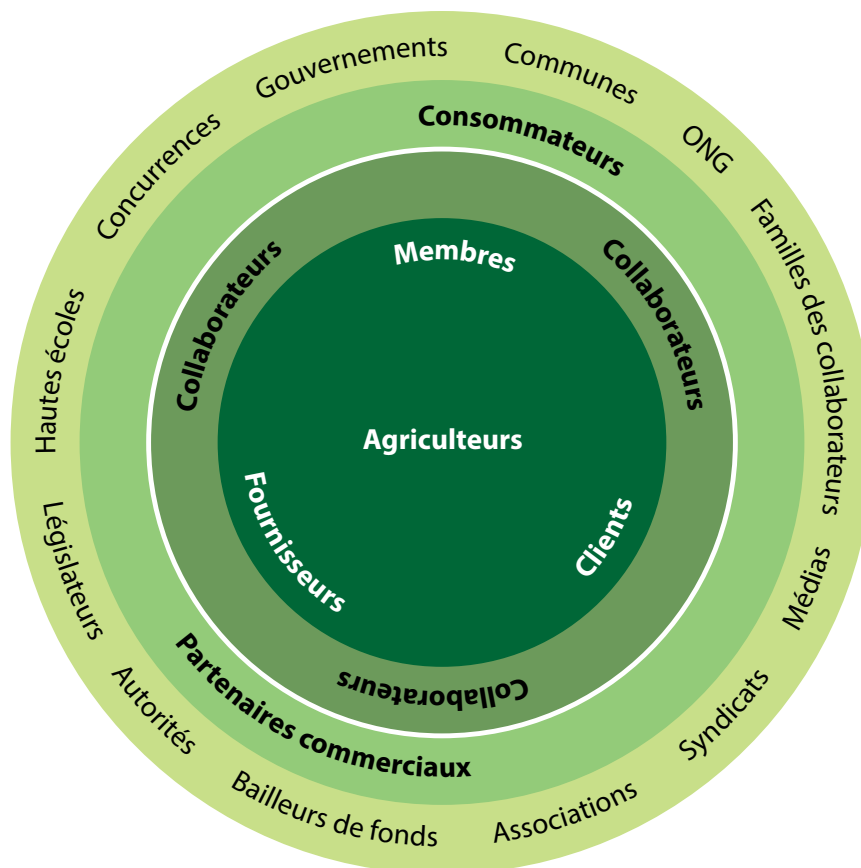 Gouvernements
Communes
ONG
Familles des collaborateurs
Médias
Syndicats
Associations
Bailleurs de fonds
Autorités
Législateurs
Hautes écoles
Concurrences
Consommateurs
Partenaires commerciaux
Collaborateurs
Collaborateurs
Collaborateurs
Membres
Agriculteurs
Fournisseurs
Clients